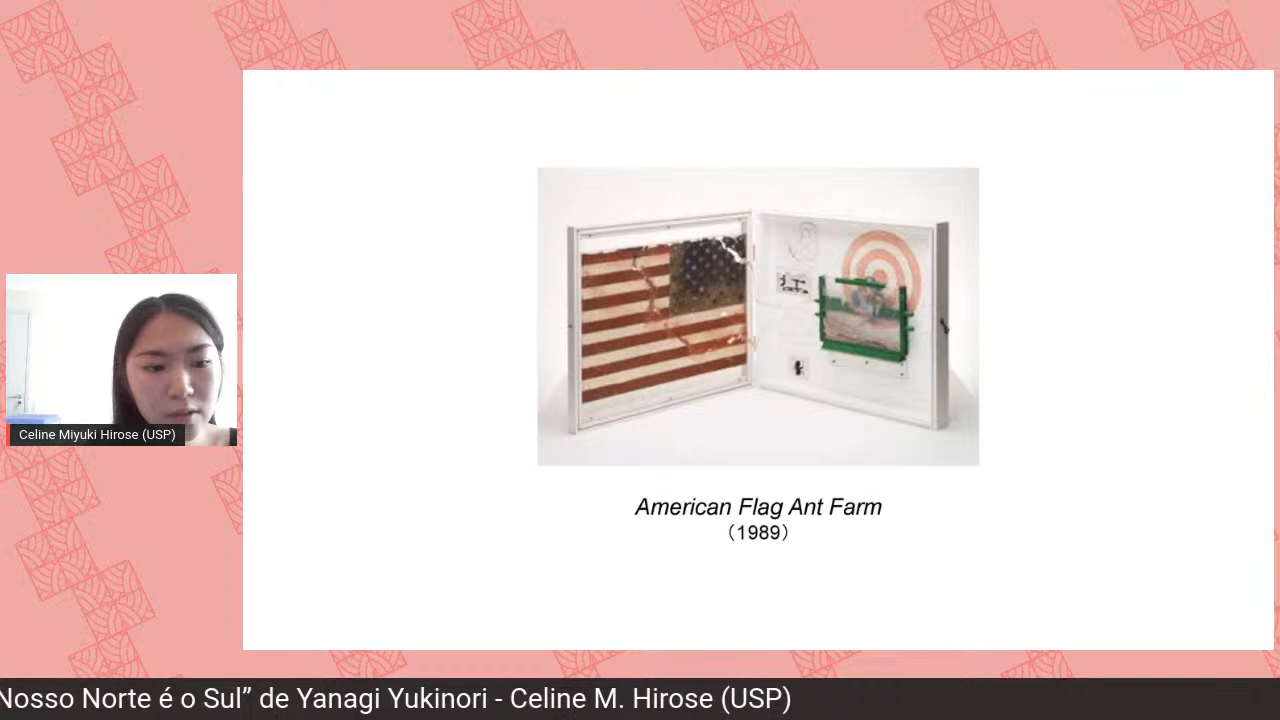 American Flag Ant Farm
（1989）
Celine Miyuki Hirose (USP)
Nosso Norte é o Sul” de Yanagi Yukinori - Celine M. Hirose (USP)